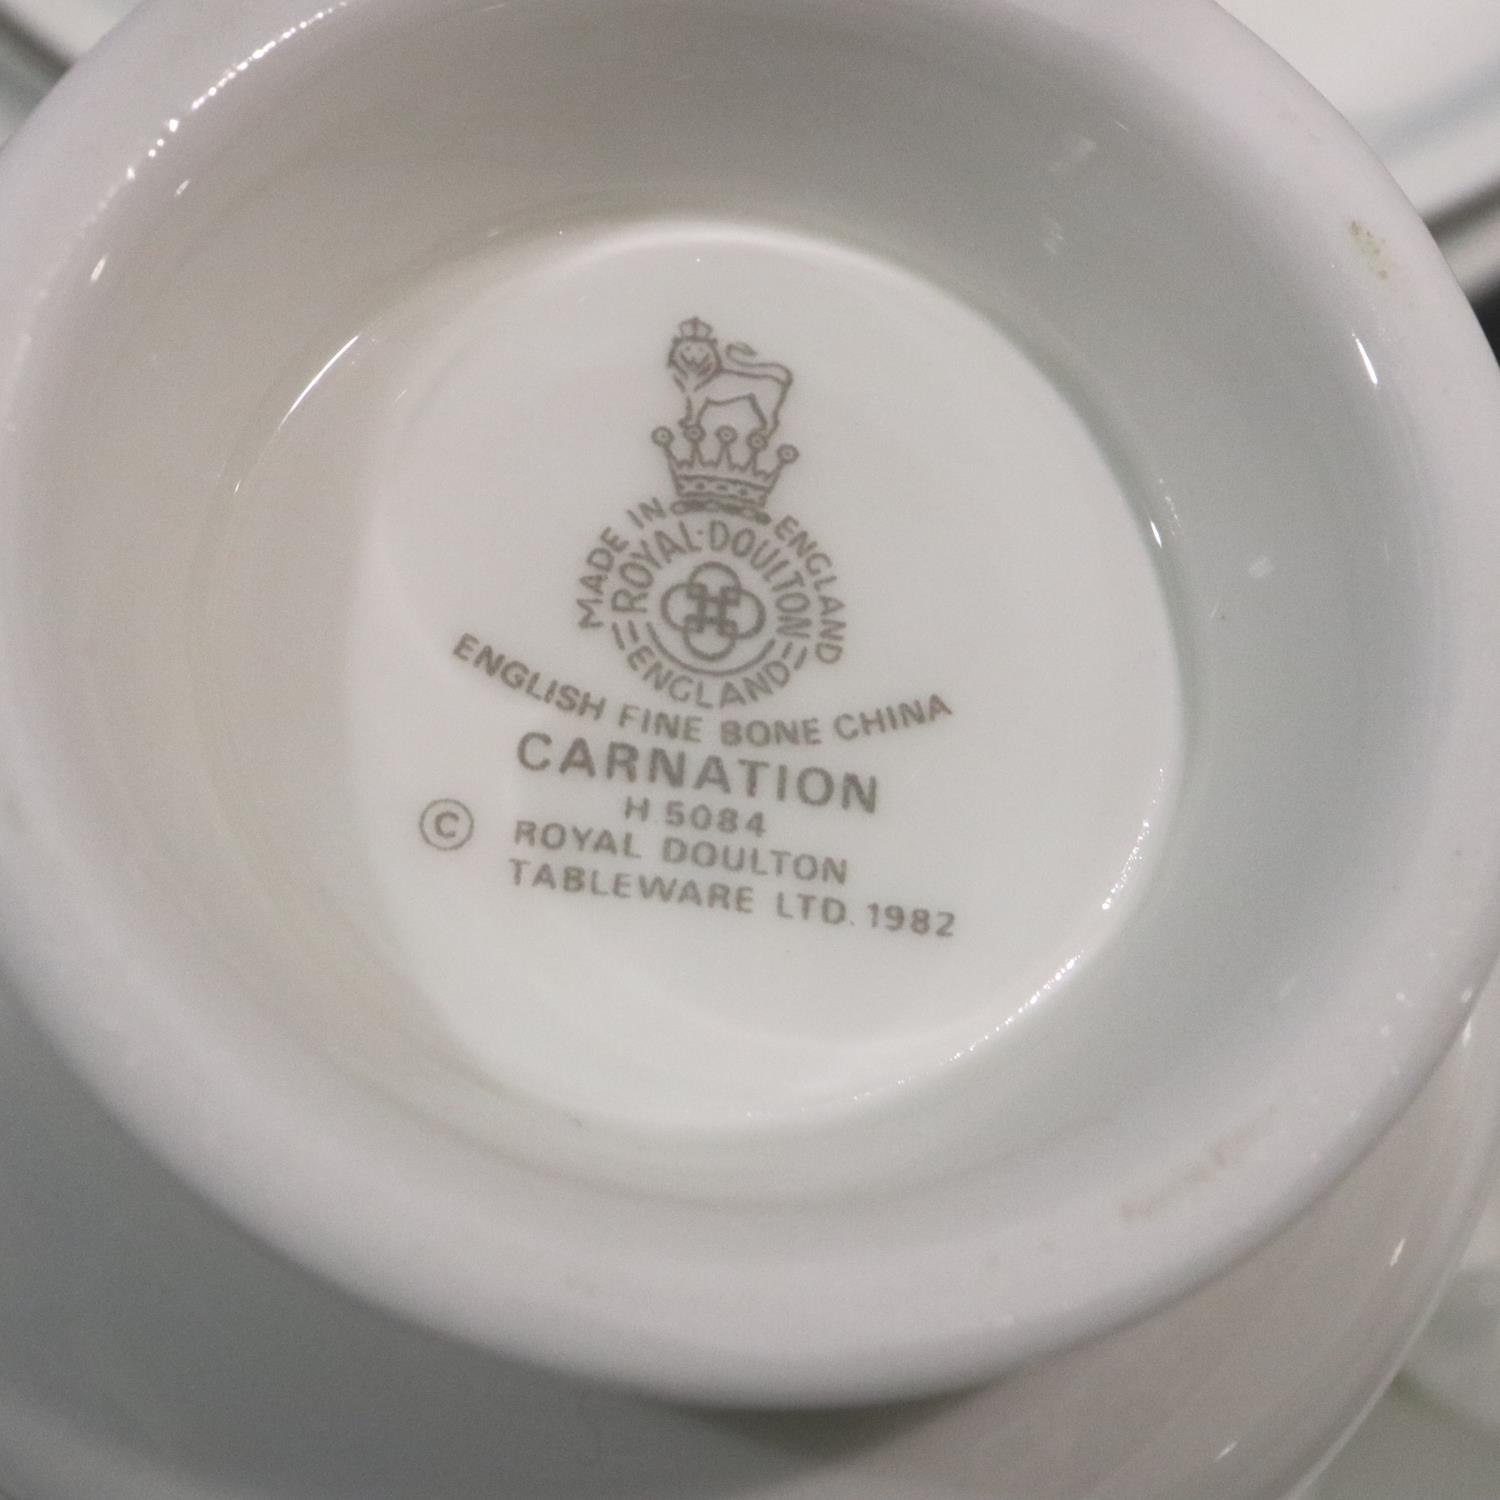 MADE IN ENGLAND
ROYAL·DOULTON
ENGLAND
ENGLISH FINE BONE CHINA
CARNATION
H 5084
© ROYAL DOULTON
TABLEWARE LTD. 1982